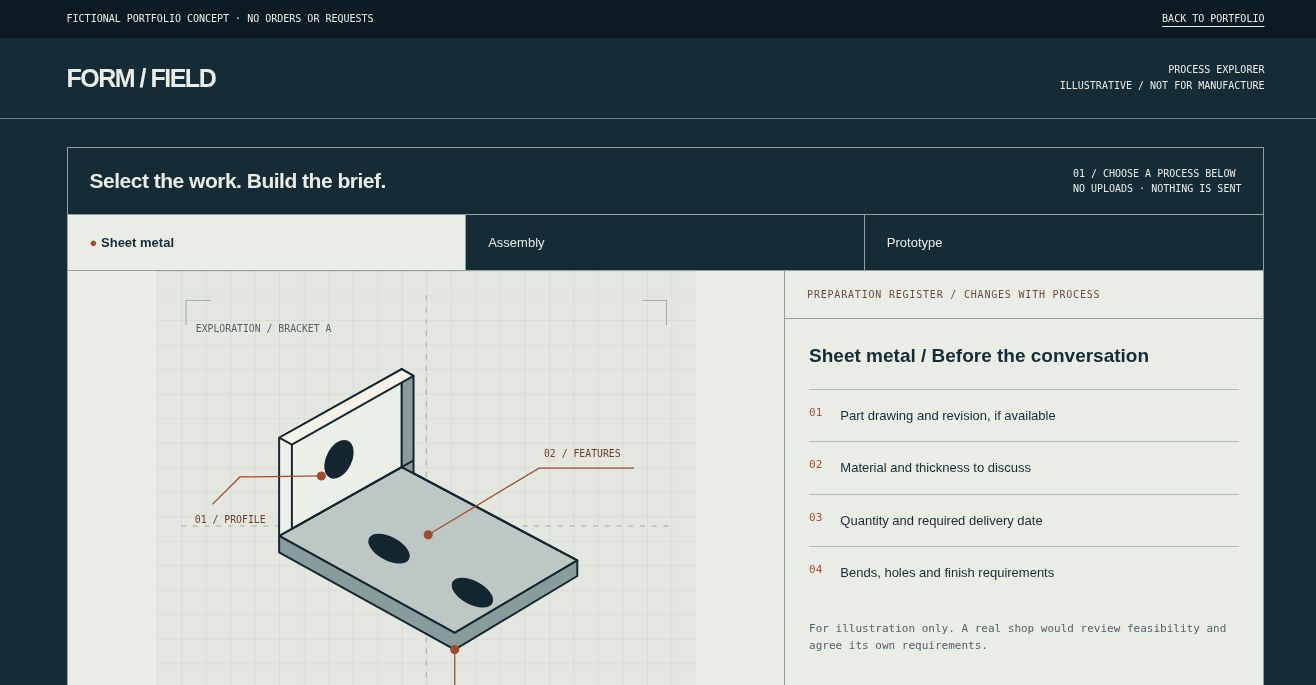 FICTIONAL PORTFOLIO CONCEPT · NO ORDERS OR REQUESTS
BACK TO PORTFOLIO
FORM / FIELD
PROCESS EXPLORER
ILLUSTRATIVE / NOT FOR MANUFACTURE
Select the work. Build the brief.
01 / CHOOSE A PROCESS BELOW
NO UPLOADS · NOTHING IS SENT
Sheet metal
Assembly
Prototype
EXPLORATION / BRACKET A
02 / FEATURES
01 / PROFILE
PREPARATION REGISTER / CHANGES WITH PROCESS
Sheet metal / Before the conversation
01 Part drawing and revision, if available
02 Material and thickness to discuss
03 Quantity and required delivery date
04 Bends, holes and finish requirements
For illustration only. A real shop would review feasibility and
agree its own requirements.